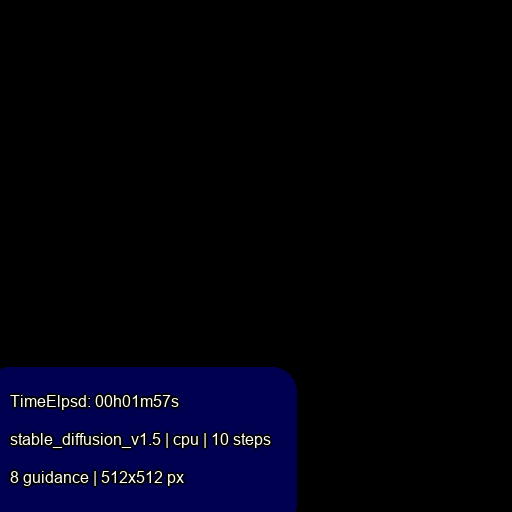 TimeElpsd: 00h01m57s
stable_diffusion_v1.5 | cpu | 10 steps
8 guidance | 512x512 px